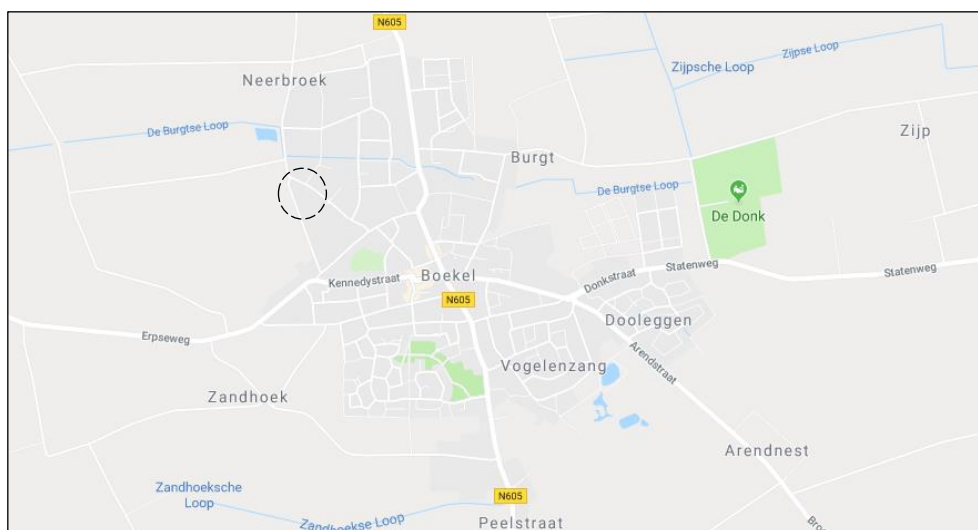 N605
Zijpse Loop
Zijpsche Loop
Neerbroek
De Burgtse Loop
Zijp
Burgt
De Burgtse Loop
De Donk
Statenweg
Statenweg
Boekel
Kennedystraat
Donkstraat
N605
Dooleggen
Erpseweg
Arendstraat
Vogelenzang
Zandhoek
Arendnest
Zandhoeksche
Loop
N605
Zandhoekse Loop
Peelstraat